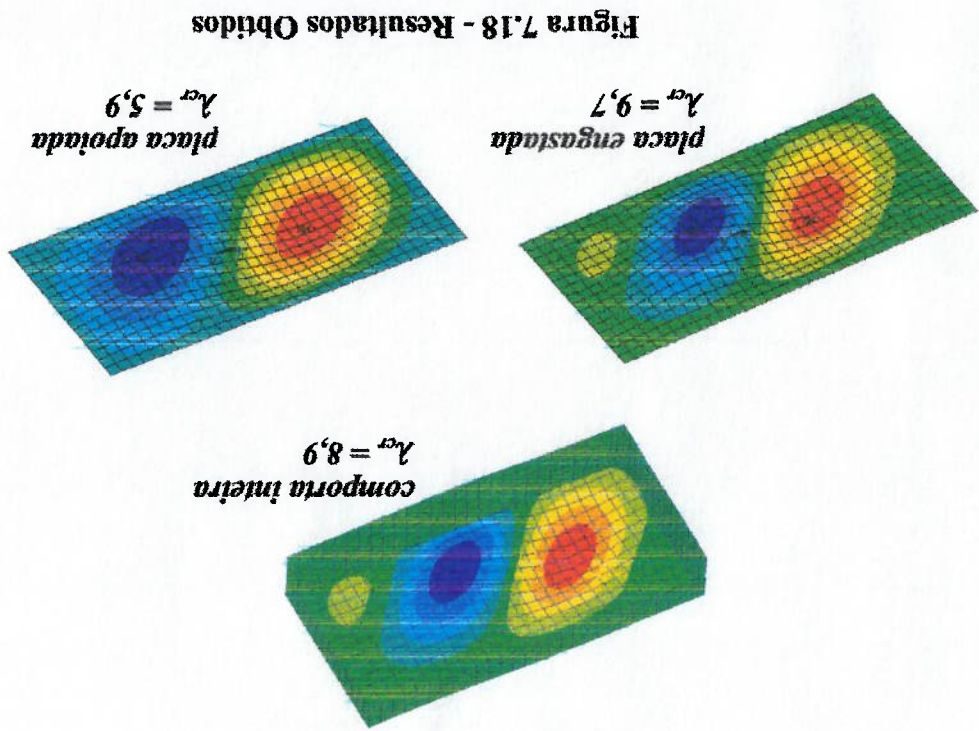 comporta inteira
λcr = 8,9
placa engastada
λcr = 9,7
placa apoiada
λcr = 5,9
Figura 7.18 - Resultados Obtidos